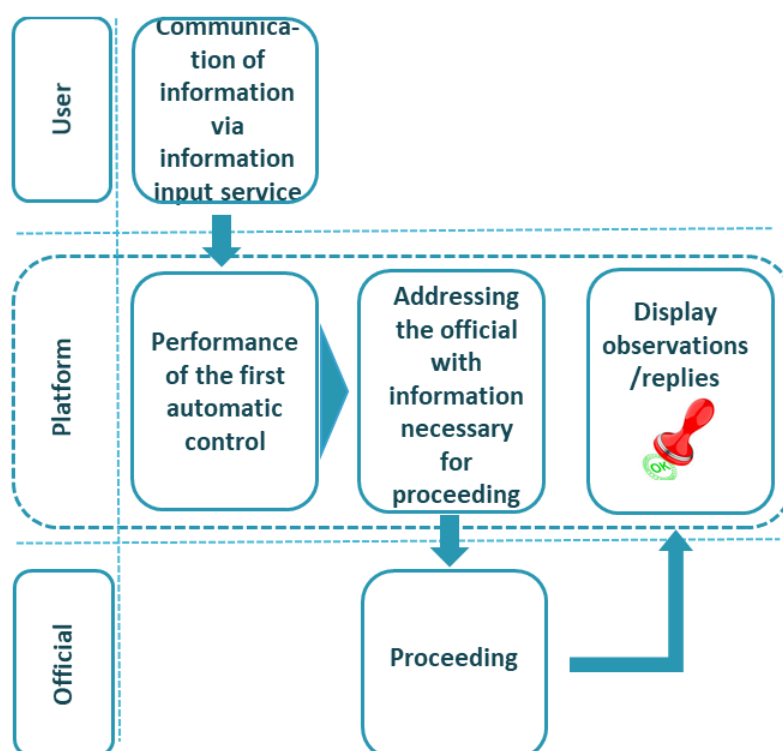 User
Communica-
tion of
information
via
information
input service
Platform
Performance
of the first
automatic
control
Addressing
the official
with
information
necessary
for
proceeding
Display
observations
/replies
OK
Official
Proceeding